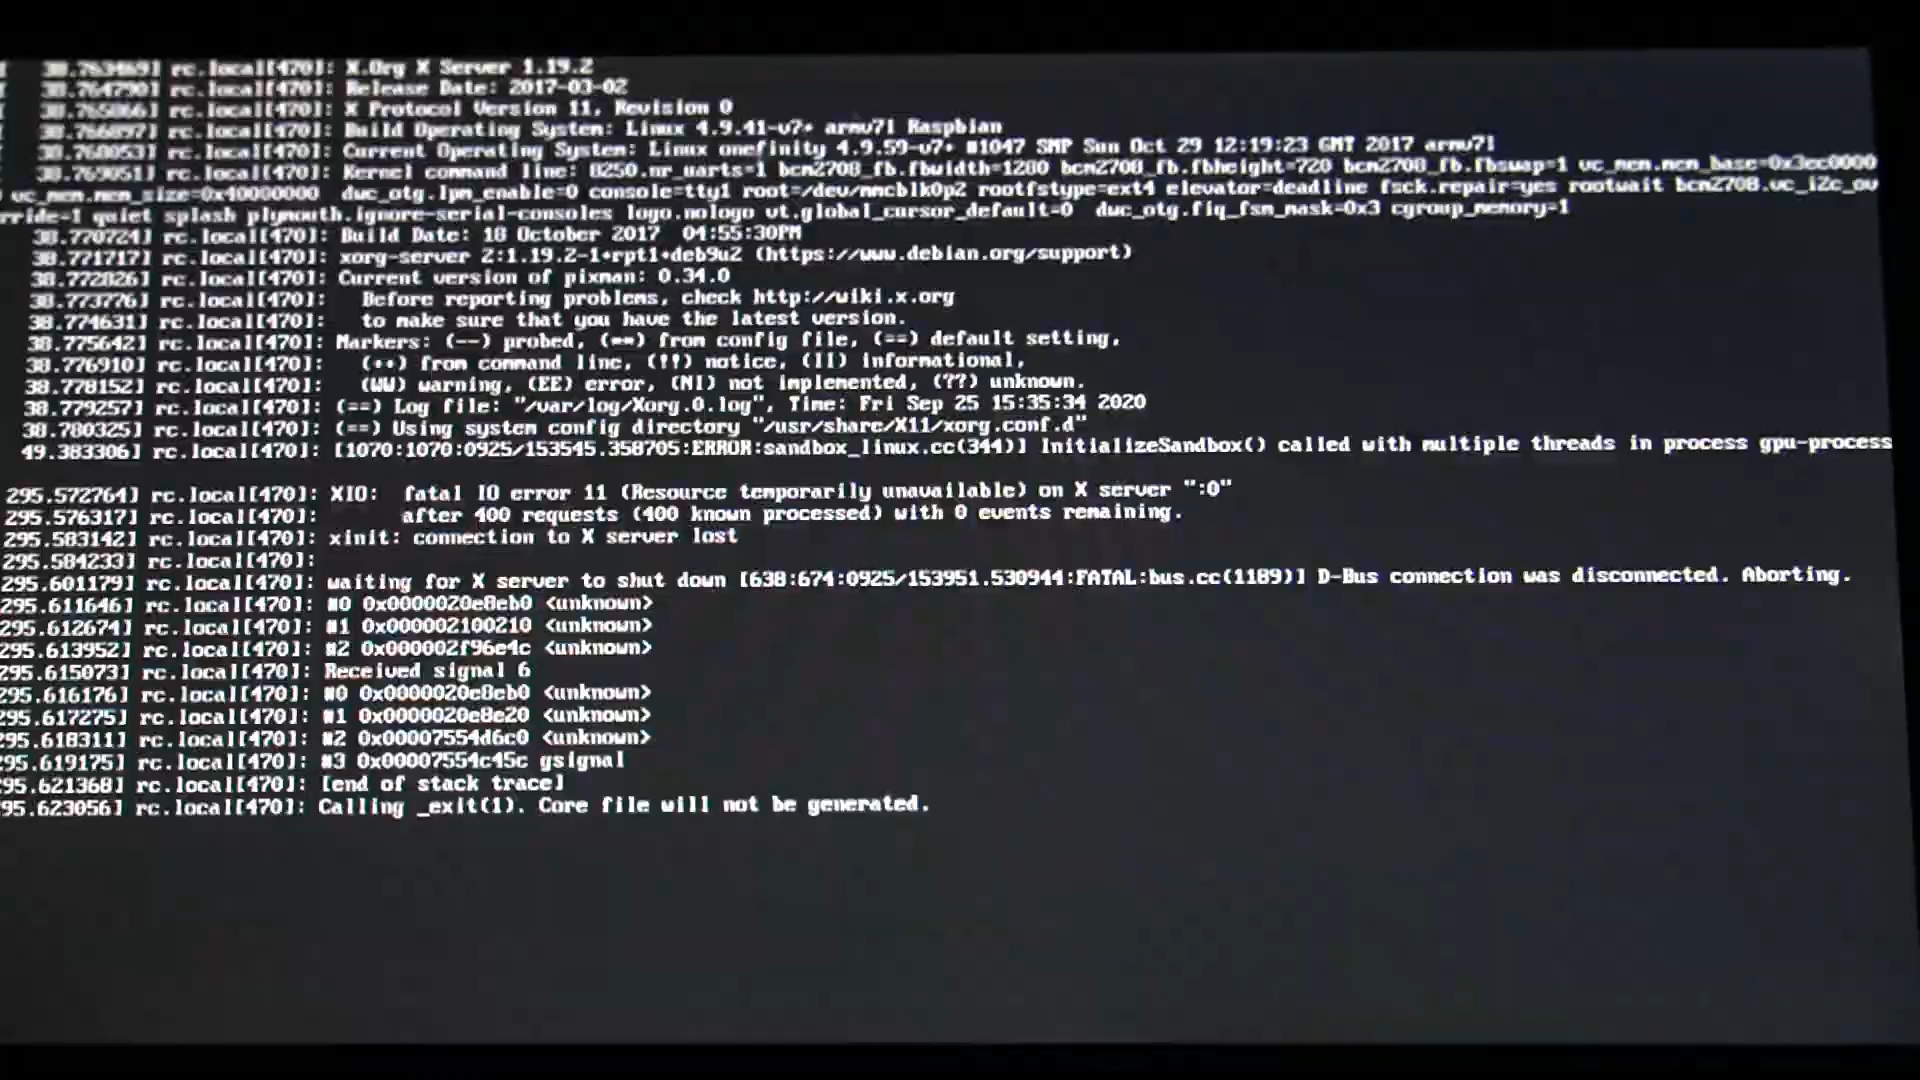 [   38.763469] rc.local[470]: X.Org X Server 1.19.2
[   38.764790] rc.local[470]: Release Date: 2017-03-02
[   38.765866] rc.local[470]: X Protocol Version 11, Revision 0
[   38.766897] rc.local[470]: Build Operating System: Linux 4.9.41-v7+ armv7l Raspbian
[   38.768053] rc.local[470]: Current Operating System: Linux onefinity 4.9.59-v7+ #1047 SMP Sun Oct 29 12:19:23 GMT 2017 armv7l
[   38.769051] rc.local[470]: Kernel command line: 8250.nr_uarts=1 bcm2708_fb.fbwidth=1280 bcm2708_fb.fbheight=720 bcm2708_fb.fbswap=1 vc_mem.mem_base=0x3ec00000
vc_mem.mem_size=0x40000000  dwc_otg.lpm_enable=0 console=tty1 root=/dev/mmcblk0p2 rootfstype=ext4 elevator=deadline fsck.repair=yes rootwait bcm2708.vc_i2c_ov
rride=1 quiet splash plymouth.ignore-serial-consoles logo.nologo vt.global_cursor_default=0  dwc_otg.fiq_fsm_mask=0x3 cgroup_memory=1
38.770724] rc.local[470]: Build Date: 18 October 2017  04:55:30PM
38.771717] rc.local[470]: xorg-server 2:1.19.2-1+rpt1+deb9u2 (https://www.debian.org/support)
38.772826] rc.local[470]: Current version of pixman: 0.34.0
38.773776] rc.local[470]:   Before reporting problems, check http://wiki.x.org
38.774631] rc.local[470]:   to make sure that you have the latest version.
38.775642] rc.local[470]: Markers: (--) probed, (**) from config file, (==) default setting,
38.776910] rc.local[470]:   (++) from command line, (!!) notice, (II) informational,
38.778152] rc.local[470]:   (WW) warning, (EE) error, (NI) not implemented, (??) unknown.
38.779257] rc.local[470]: (==) Log file: "/var/log/Xorg.0.log", Time: Fri Sep 25 15:35:34 2020
38.780325] rc.local[470]: (==) Using system config directory "/usr/share/X11/xorg.conf.d"
49.383306] rc.local[470]: [1070:1070:0925/153545.358705:ERROR:sandbox_linux.cc(344)] InitializeSandbox() called with multiple threads in process gpu-process
295.572764] rc.local[470]: XIO:  fatal IO error 11 (Resource temporarily unavailable) on X server ":0"
295.576317] rc.local[470]:       after 400 requests (400 known processed) with 0 events remaining.
295.583142] rc.local[470]: xinit: connection to X server lost
295.584233] rc.local[470]:
295.601179] rc.local[470]: waiting for X server to shut down [638:674:0925/153951.530944:FATAL:bus.cc(1189)] D-Bus connection was disconnected. Aborting.
295.611646] rc.local[470]: #0 0x0000020e8eb0 <unknown>
295.612674] rc.local[470]: #1 0x000002100210 <unknown>
295.613952] rc.local[470]: #2 0x000002f96e4c <unknown>
295.615073] rc.local[470]: Received signal 6
295.616176] rc.local[470]: #0 0x0000020e8eb0 <unknown>
295.617275] rc.local[470]: #1 0x0000020e8e20 <unknown>
295.618311] rc.local[470]: #2 0x00007554d6c0 <unknown>
295.619175] rc.local[470]: #3 0x00007554c45c gsignal
295.621368] rc.local[470]: [end of stack trace]
95.623056] rc.local[470]: Calling _exit(1). Core file will not be generated.